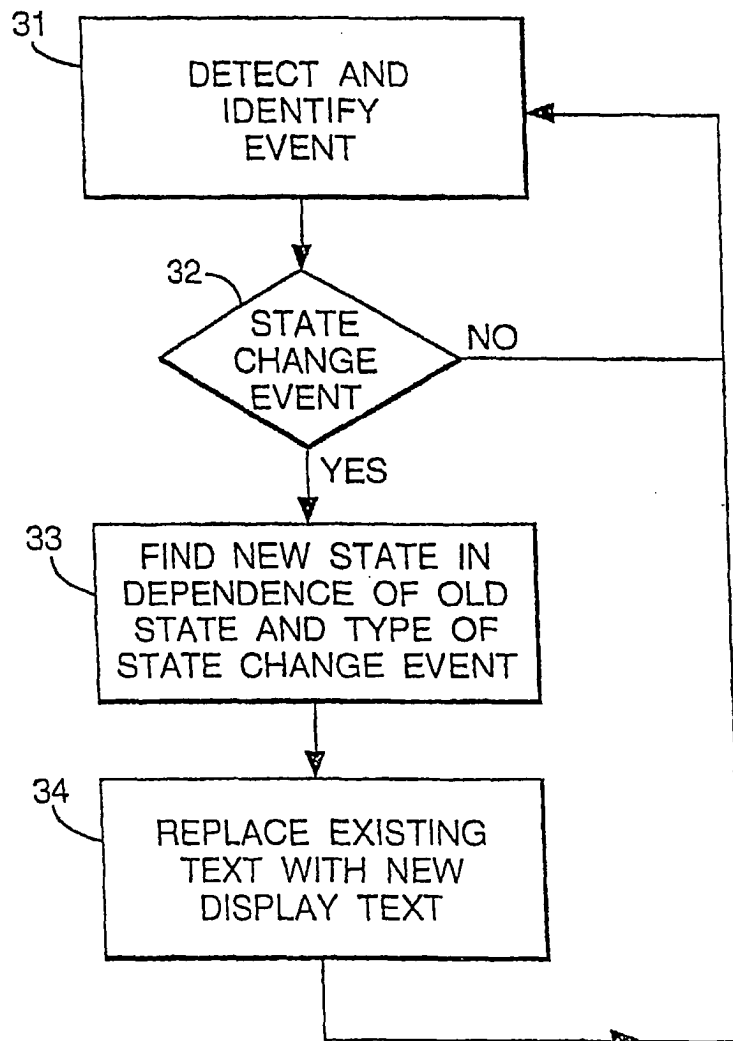 31
DETECT AND
IDENTIFY
EVENT
32
STATE
CHANGE
EVENT
NO
YES
33
FIND NEW STATE IN
DEPENDENCE OF OLD
STATE AND TYPE OF
STATE CHANGE EVENT
34
REPLACE EXISTING
TEXT WITH NEW
DISPLAY TEXT